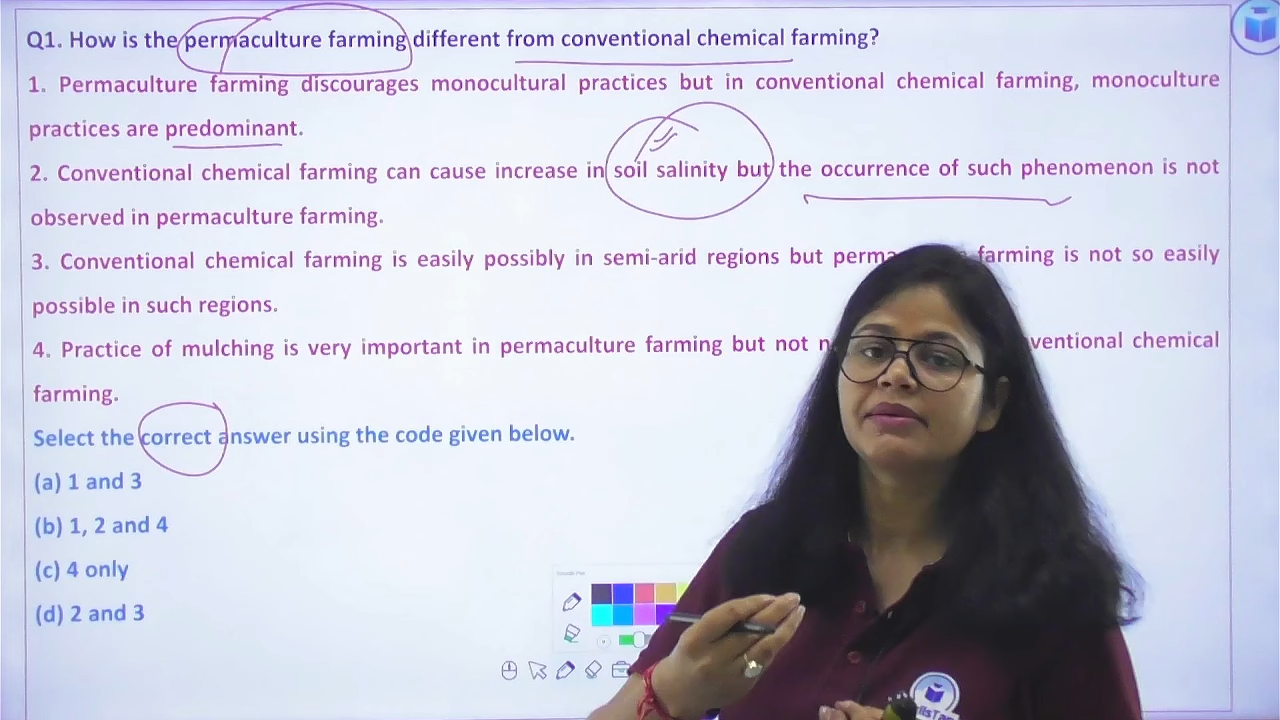 Q1. How is the permaculture farming different from conventional chemical farming?
1. Permaculture farming discourages monocultural practices but in conventional chemical farming, monoculture
practices are predominant.
2. Conventional chemical farming can cause increase in soil salinity but the occurrence of such phenomenon is not
observed in permaculture farming.
3. Conventional chemical farming is easily possibly in semi-arid regions but farming is not so easily
possible in such regions.
4. Practice of mulching is very important in permaculture farming but not chemical
farming.
Select the correct answer using the code given below.
(a) 1 and 3
(b) 1, 2 and 4
(c) 4 only
(d) 2 and 3